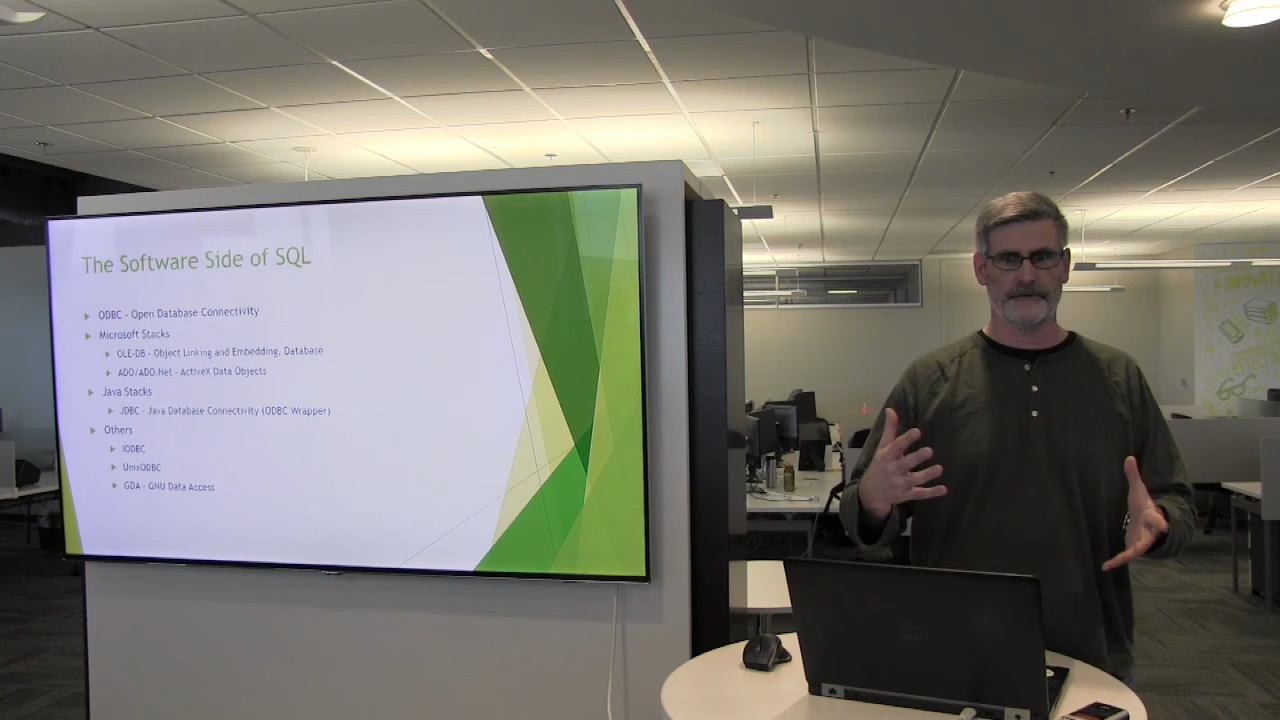 The Software Side of SQL
ODBC - Open Database Connectivity
Microsoft Stacks
OLE-DB - Object Linking and Embedding, Database
ADO/ADO.Net - ActiveX Data Objects
Java Stacks
JDBC - Java Database Connectivity (ODBC Wrapper)
Others
iODBC
UnixODBC
GDA - GNU Data Access